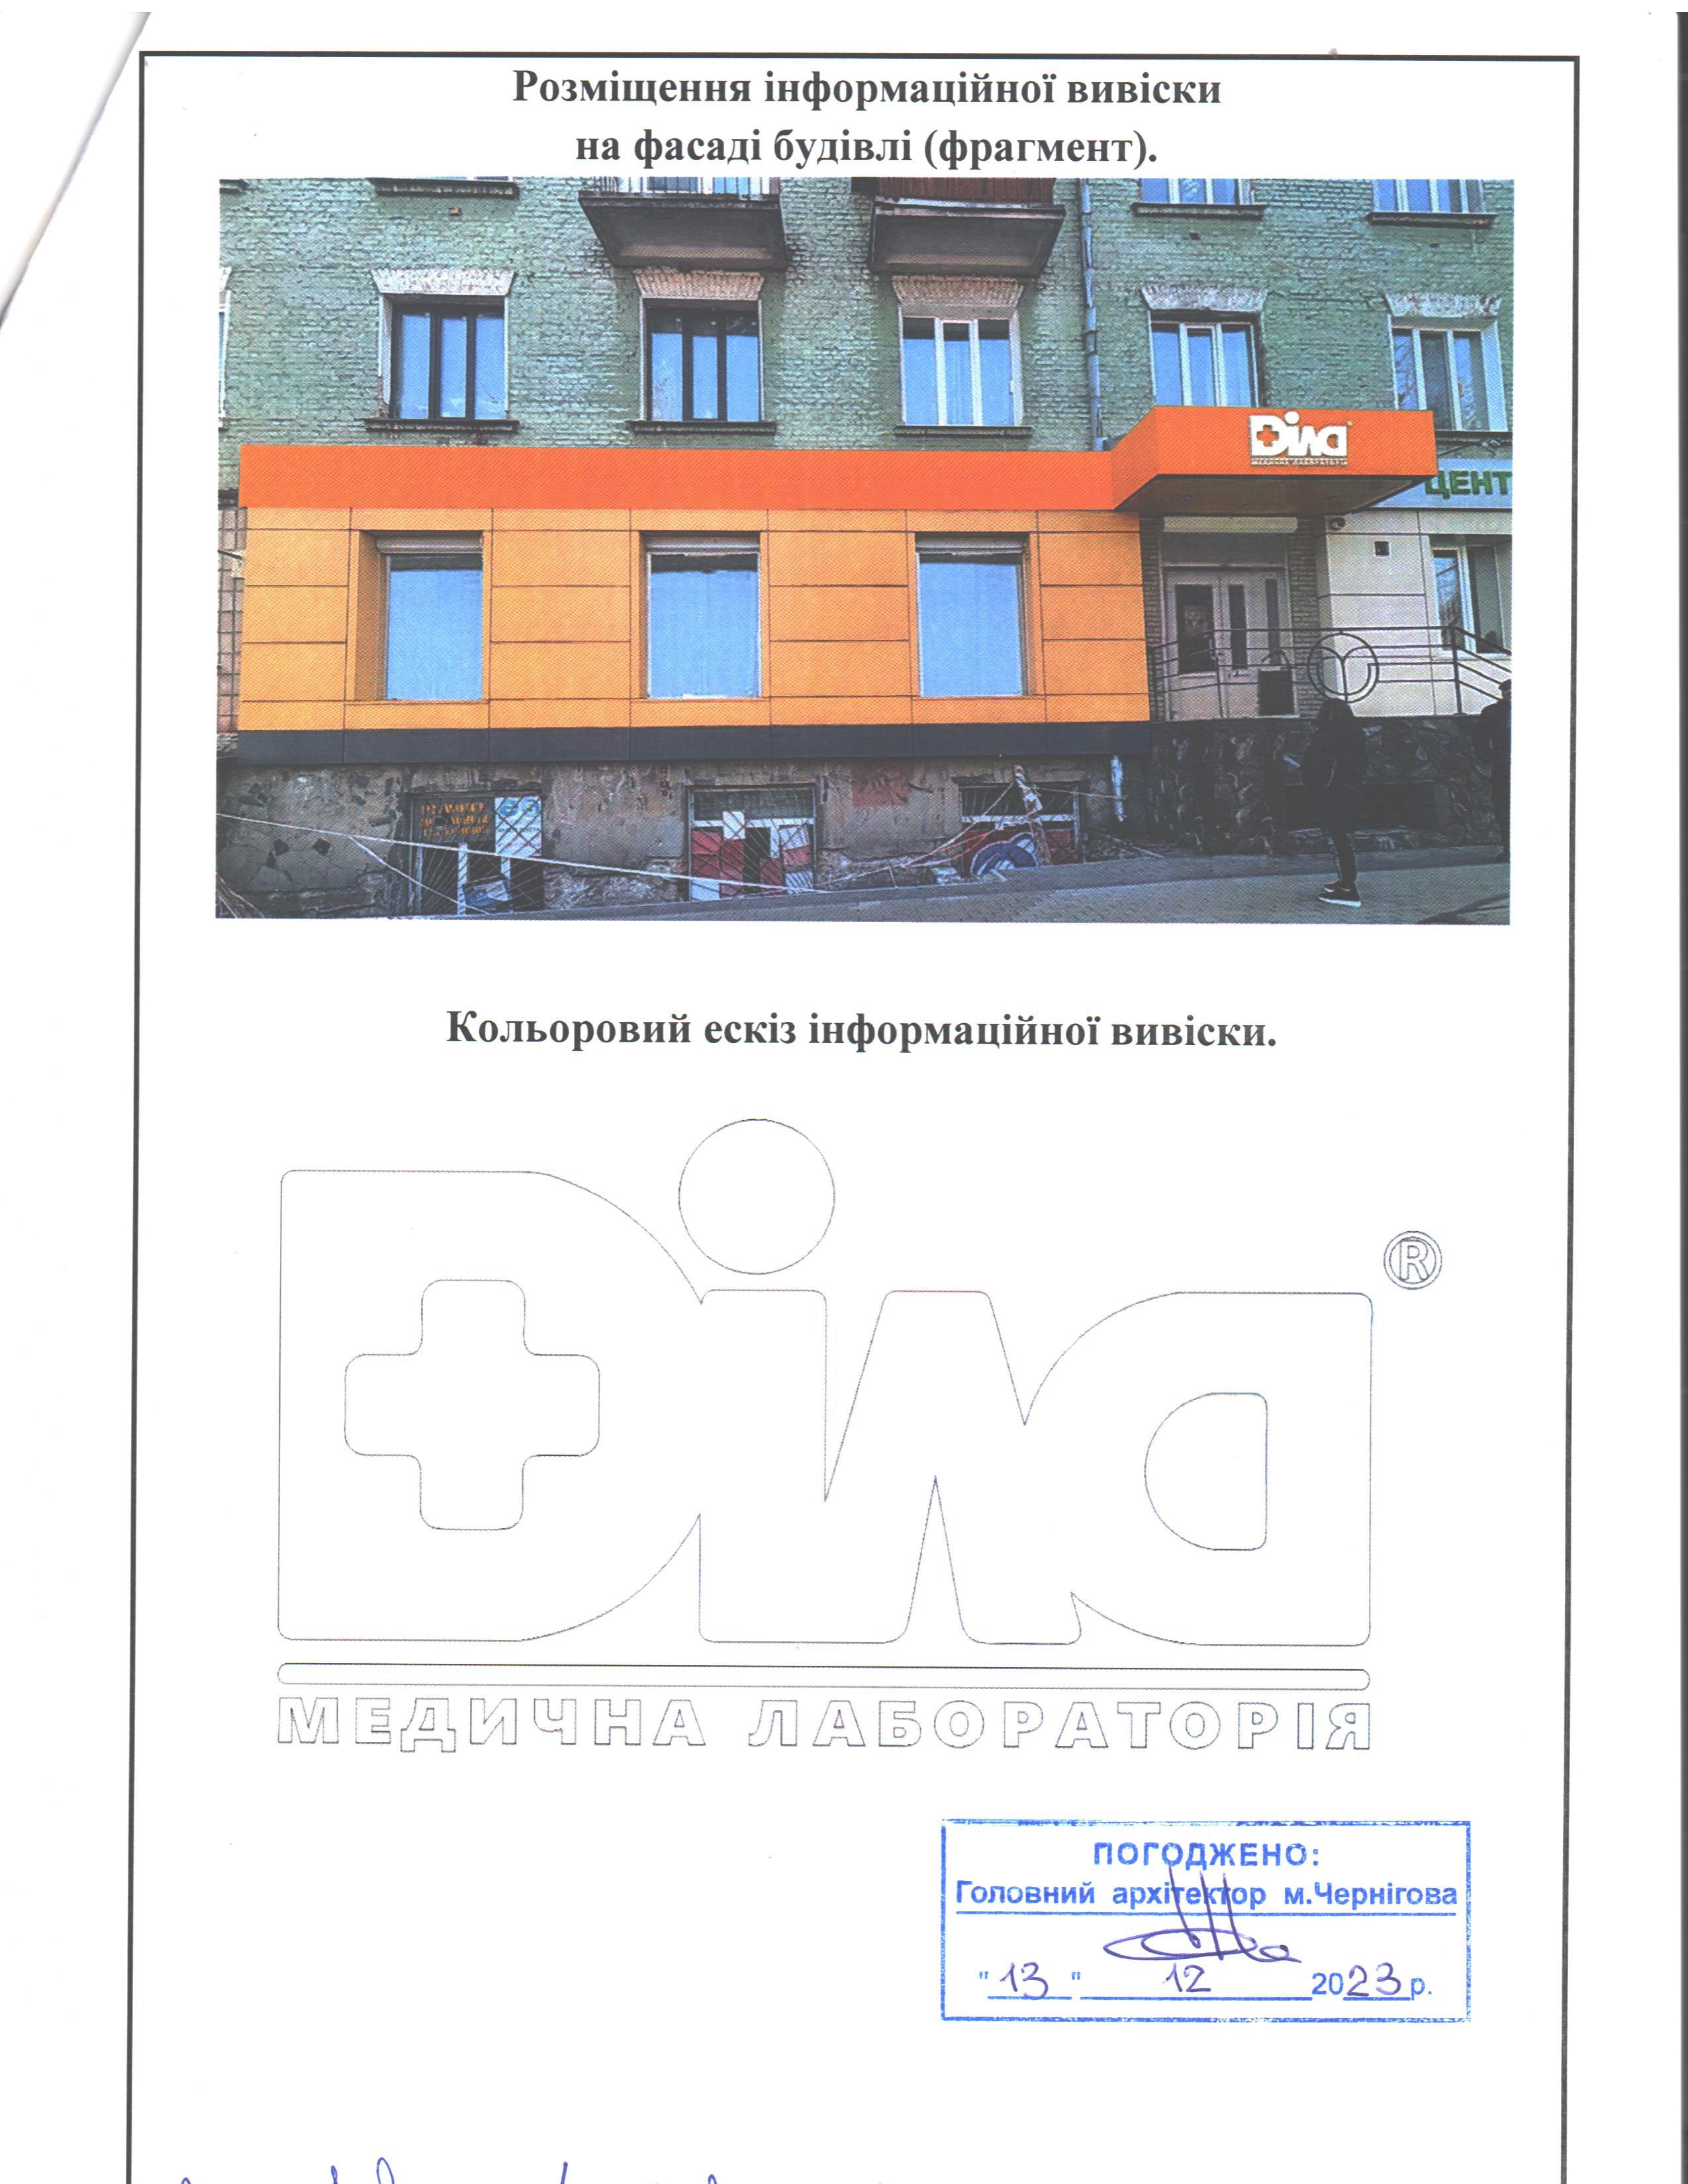 Розміщення інформаційної вивіски
на фасаді будівлі (фрагмент).
Діла
МЕДИЧНА ЛАБОРАТОРІЯ
ЦЕНТ
Кольоровий ескіз інформаційної вивіски.
Діла ®
МЕДИЧНА ЛАБОРАТОРІЯ
ПОГОДЖЕНО:
Головний архітектор м.Чернігова
"13" 12 2023р.